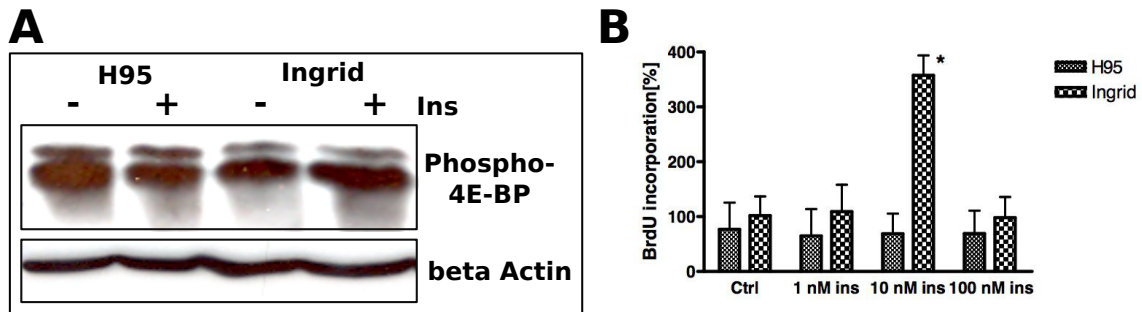 A
H95 Ingrid
- + - + Ins
Phospho-
4E-BP
beta Actin
B
400
300
200
100
0
BrdU incorporation[%]
*
H95
Ingrid
Ctrl 1 nM ins 10 nM ins 100 nM ins